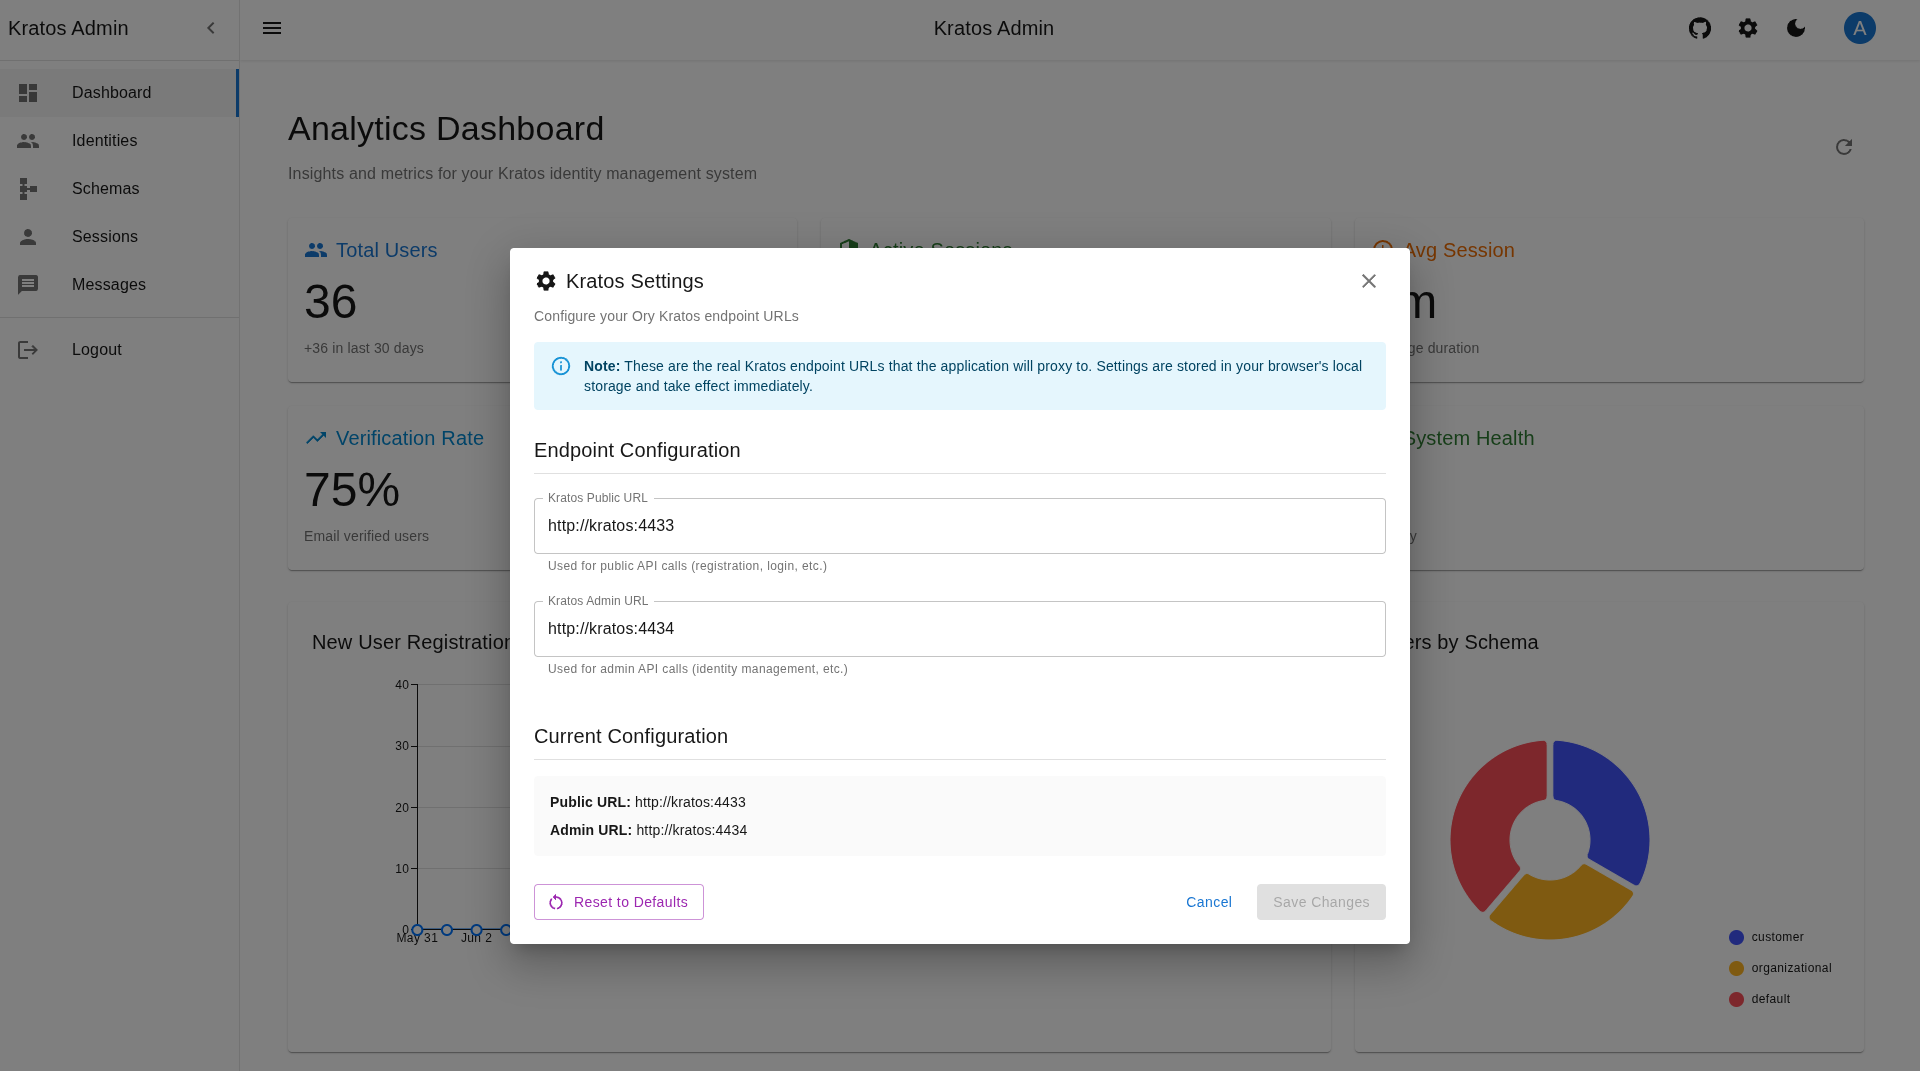 Kratos Admin
Kratos Admin
A
Dashboard
Identities
Schemas
Sessions
Messages
Logout
Analytics Dashboard
Insights and metrics for your Kratos identity management system
Total Users
36
+36 in last 30 days
Avg Session
duration
Verification Rate
75%
Email verified users
System Health
New User Registration
40
30
20
10
0
May 31
Jun 2
by Schema
customer
organizational
default
Kratos Settings
Configure your Ory Kratos endpoint URLs
Note: These are the real Kratos endpoint URLs that the application will proxy to. Settings are stored in your browser's local
storage and take effect immediately.
Endpoint Configuration
Kratos Public URL
http://kratos:4433
Used for public API calls (registration, login, etc.)
Kratos Admin URL
http://kratos:4434
Used for admin API calls (identity management, etc.)
Current Configuration
Public URL: http://kratos:4433
Admin URL: http://kratos:4434
Reset to Defaults
Cancel
Save Changes